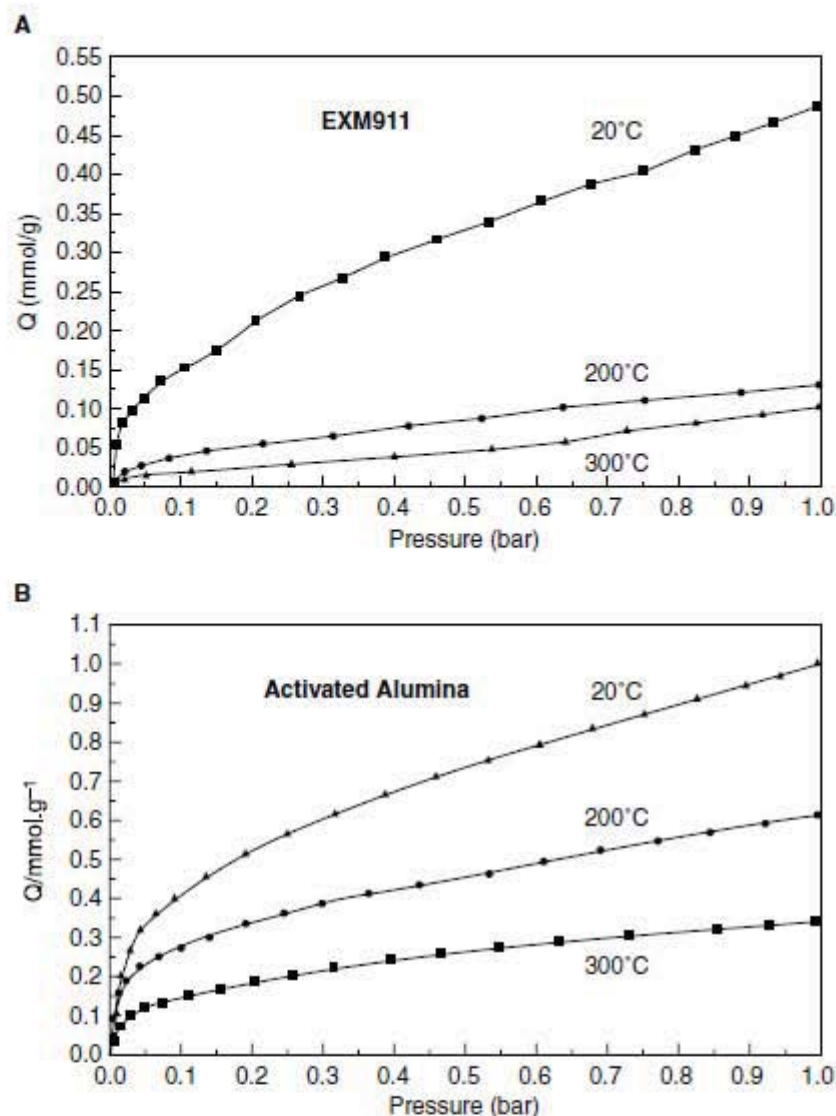 A
0.55
0.50
0.45
0.40
0.35
0.30
0.25
0.20
0.15
0.10
0.05
0.00
Q (mmol/g)
EXM911
20°C
200°C
300°C
0.0 0.1 0.2 0.3 0.4 0.5 0.6 0.7 0.8 0.9 1.0
Pressure (bar)
B
1.1
1.0
0.9
0.8
0.7
0.6
0.5
0.4
0.3
0.2
0.1
0.0
Q/mmol.g⁻¹
Activated Alumina
20°C
200°C
300°C
0.0 0.1 0.2 0.3 0.4 0.5 0.6 0.7 0.8 0.9 1.0
Pressure (bar)